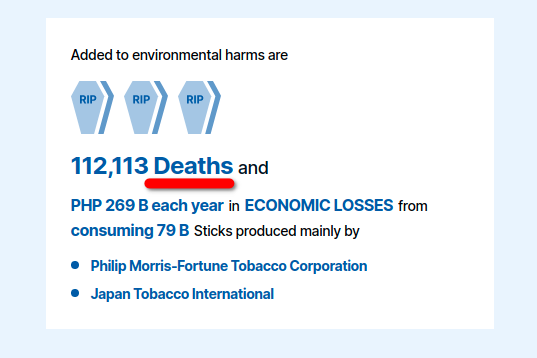 Added to environmental harms are
RIP RIP RIP
112,113 Deaths and
PHP 269 B each year in ECONOMIC LOSSES from
consuming 79 B Sticks produced mainly by
Philip Morris-Fortune Tobacco Corporation
Japan Tobacco International